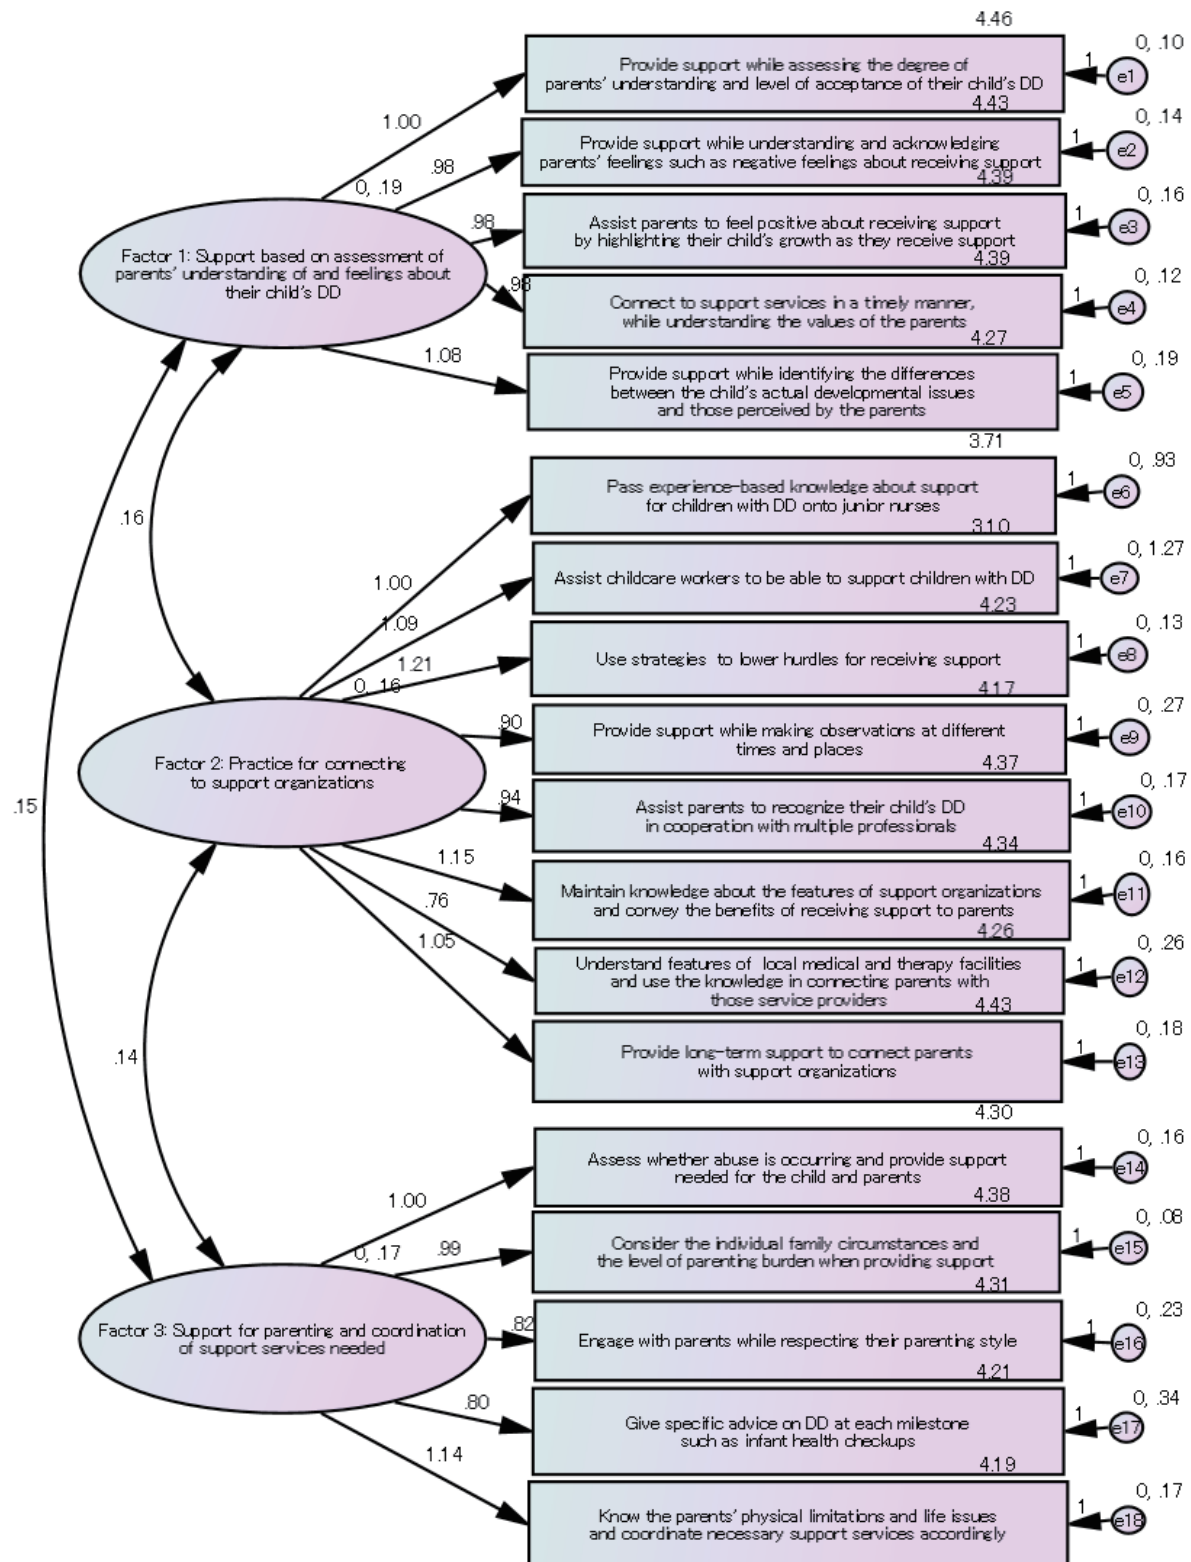 4.46
0, .10
1
e1
Provide support while assessing the degree of
parents' understanding and level of acceptance of their child's DD
1.00
4.43
0, .14
1
e2
Provide support while understanding and acknowledging
parents' feelings such as negative feelings about receiving support
.98
0, .19
4.39
0, .16
1
e3
Assist parents to feel positive about receiving support
by highlighting their child's growth as they receive support
.98
Factor 1: Support based on assessment of
parents' understanding of and feelings about
their child's DD
4.39
0, .12
1
e4
Connect to support services in a timely manner,
while understanding the values of the parents
.98
4.27
0, .19
1
e5
Provide support while identifying the differences
between the child's actual developmental issues
and those perceived by the parents
1.08
3.71
0, .93
1
e6
Pass experience-based knowledge about support
for children with DD onto junior nurses
.16
1.00
3.10
0, 1.27
1
e7
Assist childcare workers to be able to support children with DD
1.09
4.23
0, .13
1
e8
Use strategies to lower hurdles for receiving support
1.21
0, .16
4.17
0, .27
1
e9
Provide support while making observations at different
times and places
.90
Factor 2: Practice for connecting
to support organizations
4.37
0, .17
1
e10
Assist parents to recognize their child's DD
in cooperation with multiple professionals
.94
.15
4.34
0, .16
1
e11
Maintain knowledge about the features of support organizations
and convey the benefits of receiving support to parents
1.15
4.26
0, .26
1
e12
Understand features of local medical and therapy facilities
and use the knowledge in connecting parents with
those service providers
.76
4.43
0, .18
1
e13
Provide long-term support to connect parents
with support organizations
1.05
.14
4.30
0, .16
1
e14
Assess whether abuse is occurring and provide support
needed for the child and parents
1.00
4.38
0, .08
1
e15
Consider the individual family circumstances and
the level of parenting burden when providing support
.99
0, .17
4.31
0, .23
1
e16
Engage with parents while respecting their parenting style
.82
Factor 3: Support for parenting and coordination
of support services needed
4.21
0, .34
1
e17
Give specific advice on DD at each milestone
such as infant health checkups
.80
4.19
0, .17
1
e18
Know the parents' physical limitations and life issues
and coordinate necessary support services accordingly
1.14